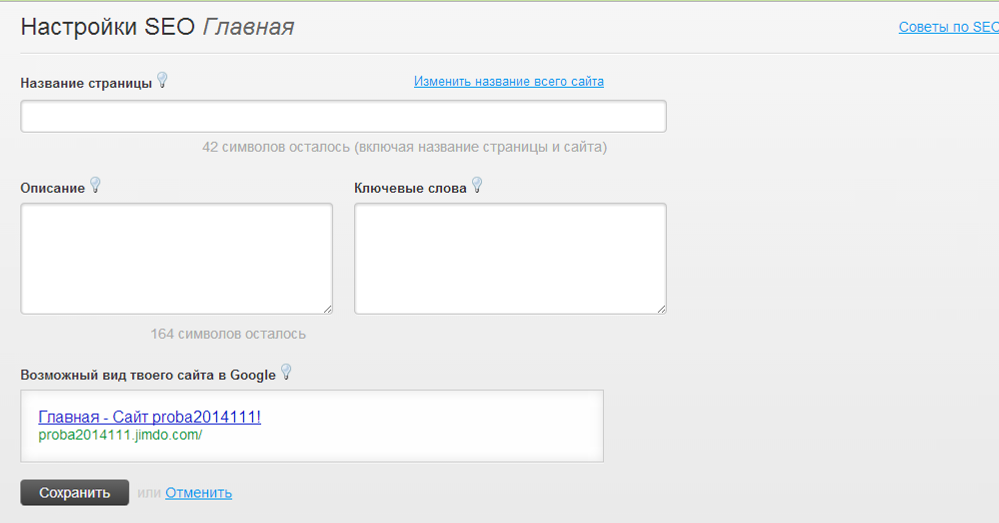 Настройки SEO Главная
Советы по SEO
Название страницы
Изменить название всего сайта
42 символов осталось (включая название страницы и сайта)
Описание
Ключевые слова
164 символов осталось
Возможный вид твоего сайта в Google
Главная - Сайт proba2014111!
proba2014111.jimdo.com/
Сохранить или Отменить